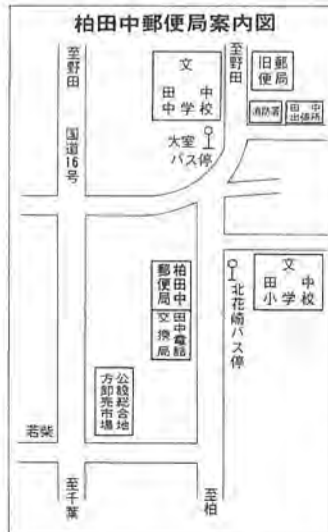 柏田中郵便局案内図
至野田
国道16号
文
田中
中学校
大室
バス停
至野田
旧郵便局
消防署
田中
出張所
文
田中
小学校
北花崎バス停
柏田中郵便局
田中電話交換局
公設総合地方卸売市場
若柴
至千葉
至柏